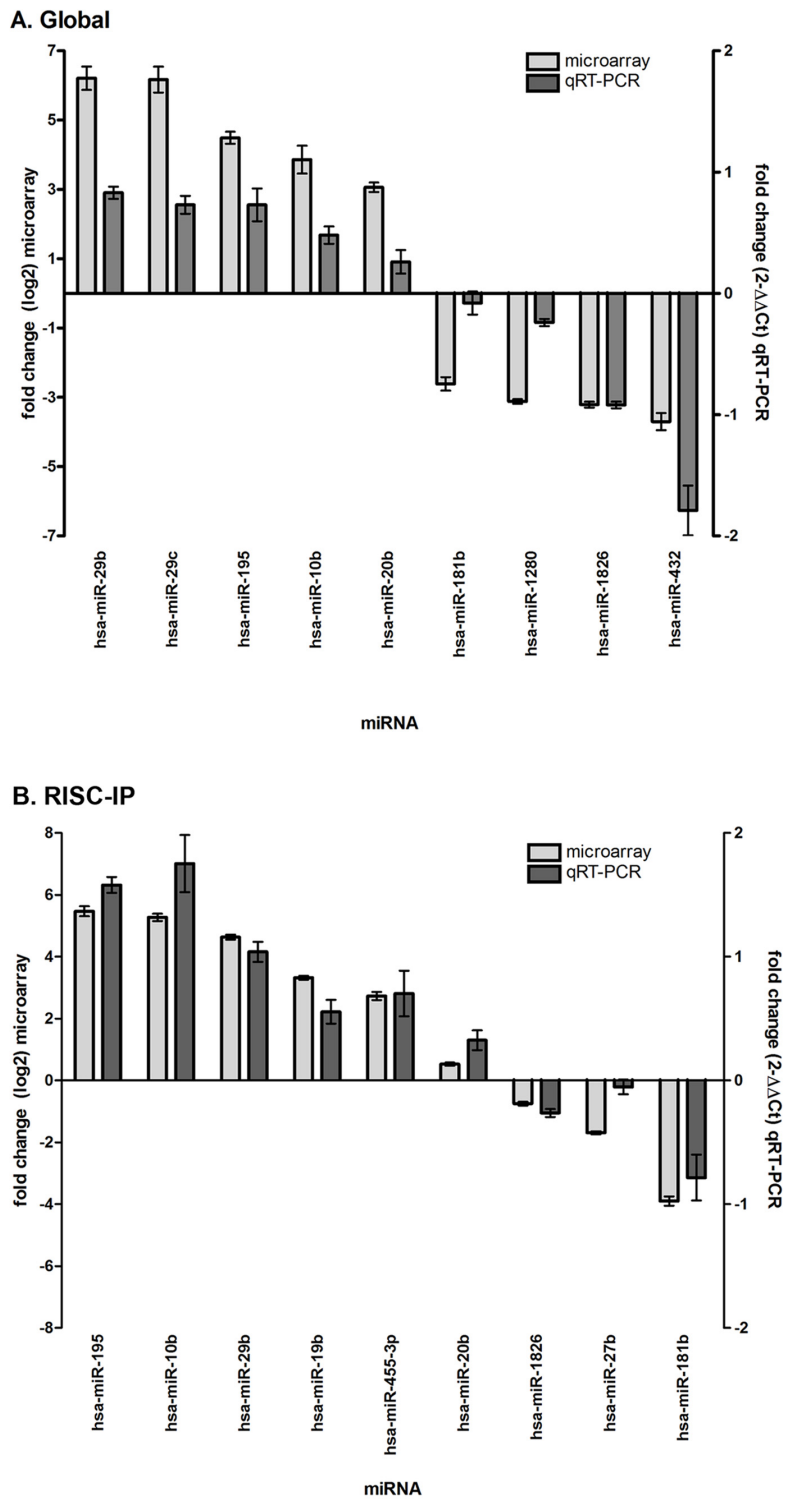 A. Global
microarray
qRT-PCR
7
5
3
1
-1
-3
-5
-7
fold change (log2) microarray
2
1
0
-1
-2
fold change (2-ΔΔCt) qRT-PCR
hsa-miR-29b
hsa-miR-29c
hsa-miR-195
hsa-miR-10b
hsa-miR-20b
hsa-miR-181b
hsa-miR-1280
hsa-miR-1826
hsa-miR-432
miRNA
B. RISC-IP
microarray
qRT-PCR
8
6
4
2
0
-2
-4
-6
-8
fold change (log2) microarray
2
1
0
-1
-2
fold change (2-ΔΔCt) qRT-PCR
hsa-miR-195
hsa-miR-10b
hsa-miR-29b
hsa-miR-19b
hsa-miR-455-3p
hsa-miR-20b
hsa-miR-1826
hsa-miR-27b
hsa-miR-181b
miRNA